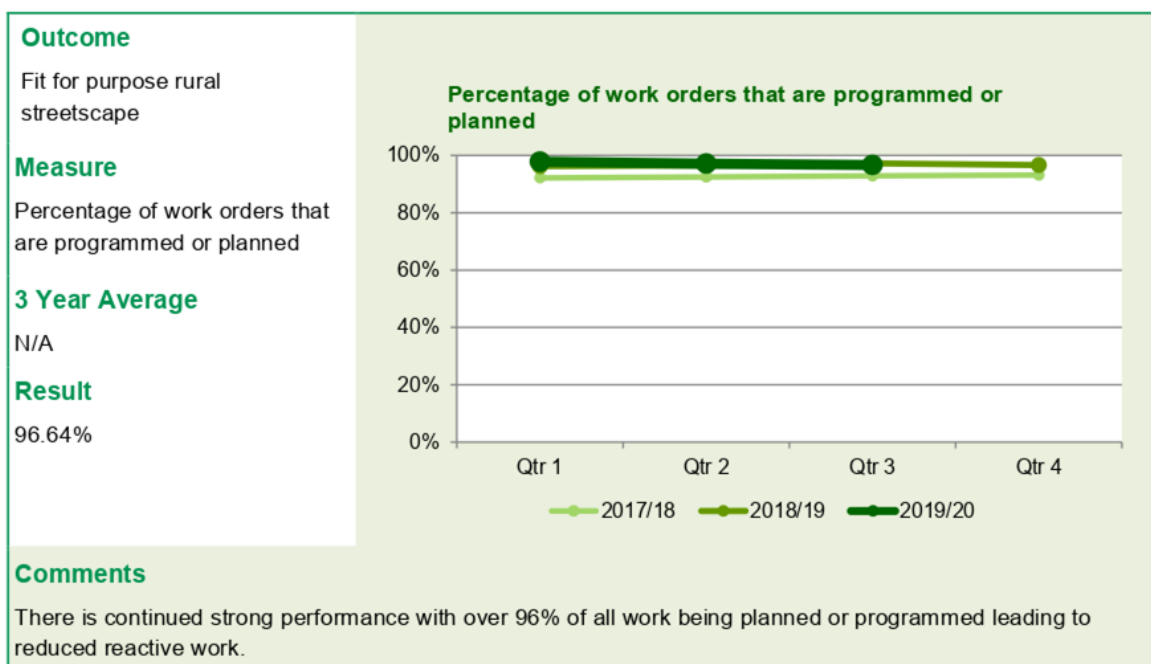 Outcome
Fit for purpose rural
streetscape
Measure
Percentage of work orders that
are programmed or planned
3 Year Average
N/A
Result
96.64%
Percentage of work orders that are programmed or
planned
100%
80%
60%
40%
20%
0%
Qtr 1 Qtr 2 Qtr 3 Qtr 4
2017/18 2018/19 2019/20
Comments
There is continued strong performance with over 96% of all work being planned or programmed leading to
reduced reactive work.